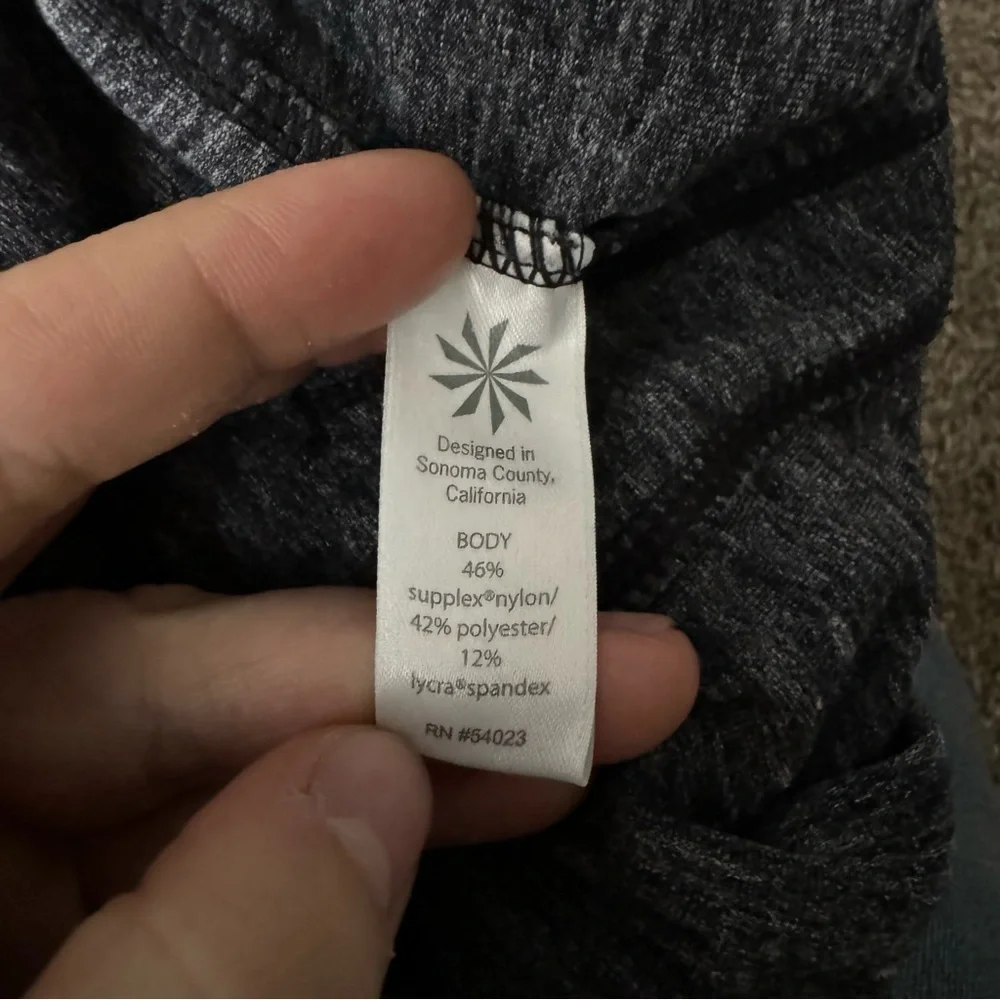 Designed in
Sonoma County,
California
BODY
46%
supplex®nylon/
42% polyester/
12%
lycra®spandex
RN #54023